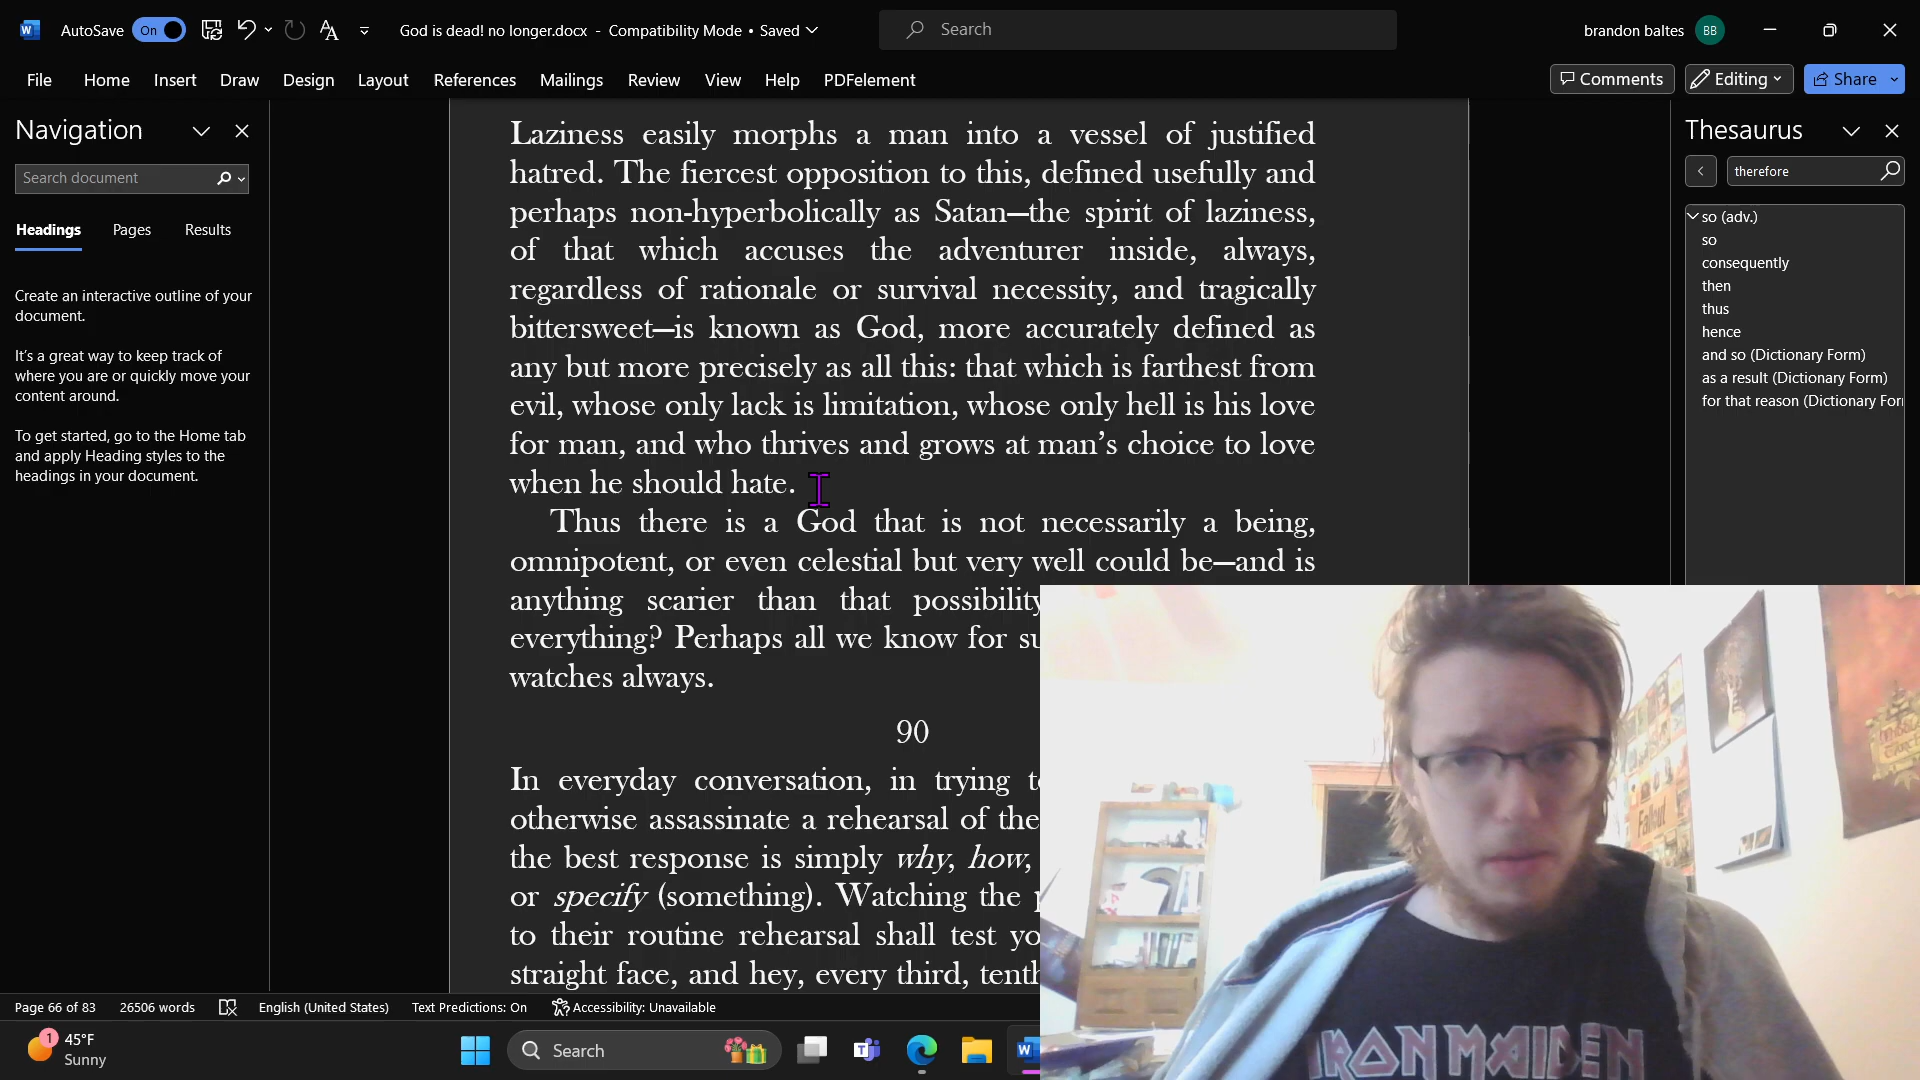 AutoSave On God is dead! no longer.docx - Compatibility Mode • Saved Search brandon baltes BB
File Home Insert Draw Design Layout References Mailings Review View Help PDFelement Comments Editing Share
Navigation
Search document
Headings Pages Results
Create an interactive outline of your
document.
It's a great way to keep track of
where you are or quickly move your
content around.
To get started, go to the Home tab
and apply Heading styles to the
headings in your document.
Laziness easily morphs a man into a vessel of justified
hatred. The fiercest opposition to this, defined usefully and
perhaps non-hyperbolically as Satan—the spirit of laziness,
of that which accuses the adventurer inside, always,
regardless of rationale or survival necessity, and tragically
bittersweet—is known as God, more accurately defined as
any but more precisely as all this: that which is farthest from
evil, whose only lack is limitation, whose only hell is his love
for man, and who thrives and grows at man's choice to love
when he should hate.
Thus there is a God that is not necessarily a being,
omnipotent, or even celestial but very well could be—and is
anything scarier than that possibility
everything? Perhaps all we know for su
watches always.
90
In everyday conversation, in trying to
otherwise assassinate a rehearsal of the
the best response is simply why, how,
or specify (something). Watching the p
to their routine rehearsal shall test yo
straight face, and hey, every third, tenth
Thesaurus
therefore
so (adv.)
so
consequently
then
thus
hence
and so (Dictionary Form)
as a result (Dictionary Form)
for that reason (Dictionary For
Fallout
IRON MAIDEN
Page 66 of 83 26506 words English (United States) Text Predictions: On Accessibility: Unavailable
1 45°F
Sunny
Search